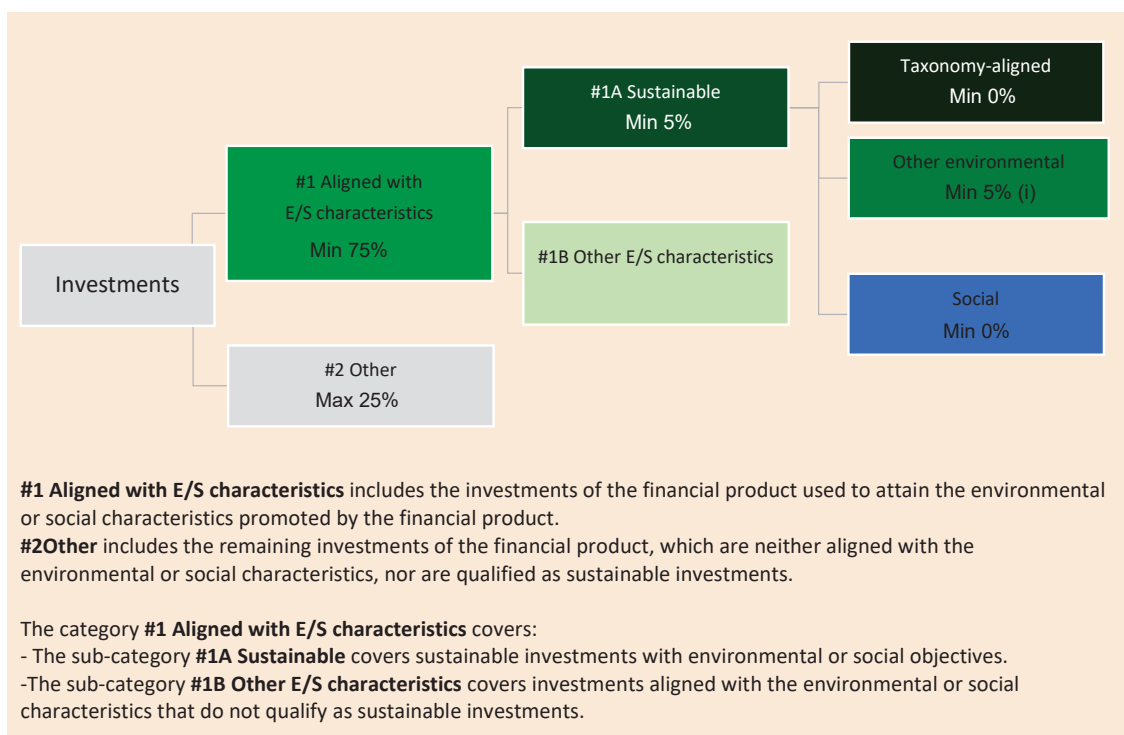 Investments
#1 Aligned with
E/S characteristics
Min 75%
#2 Other
Max 25%
#1A Sustainable
Min 5%
#1B Other E/S characteristics
Taxonomy-aligned
Min 0%
Other environmental
Min 5% (i)
Social
Min 0%
#1 Aligned with E/S characteristics includes the investments of the financial product used to attain the environmental
or social characteristics promoted by the financial product.
#2Other includes the remaining investments of the financial product, which are neither aligned with the
environmental or social characteristics, nor are qualified as sustainable investments.
The category #1 Aligned with E/S characteristics covers:
- The sub-category #1A Sustainable covers sustainable investments with environmental or social objectives.
-The sub-category #1B Other E/S characteristics covers investments aligned with the environmental or social
characteristics that do not qualify as sustainable investments.